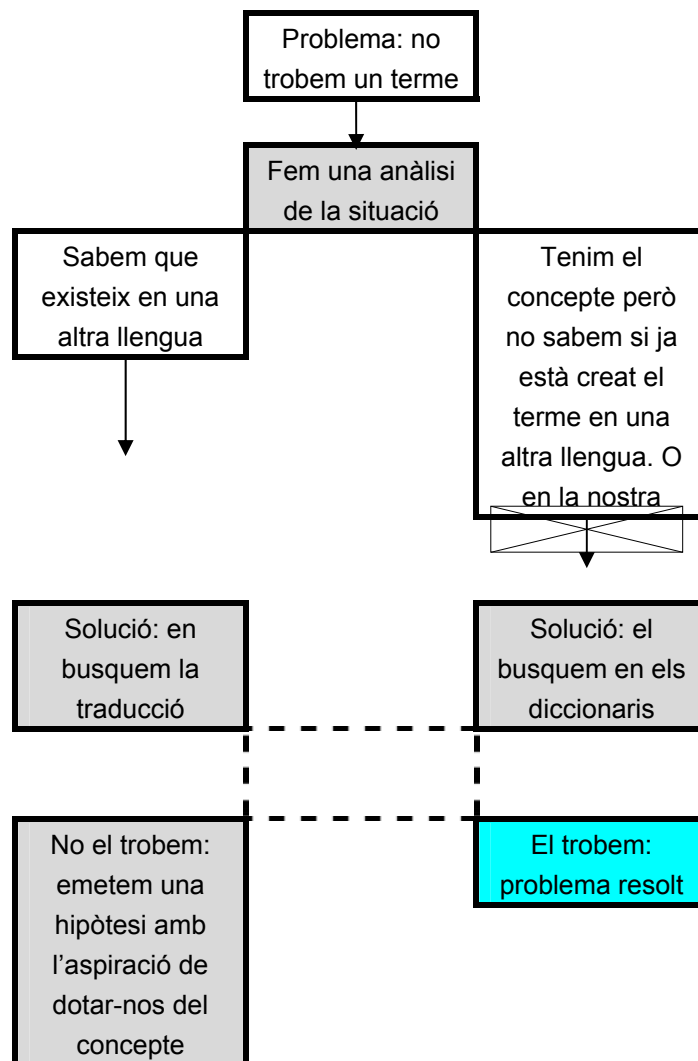 Problema: no
trobem un terme
Fem una anàlisi
de la situació
Sabem que
existeix en una
altra llengua
Tenim el
concepte però
no sabem si ja
està creat el
terme en una
altra llengua. O
en la nostra
Solució: en
busquem la
traducció
Solució: el
busquem en els
diccionaris
No el trobem:
emetem una
hipòtesi amb
l’aspiració de
dotar-nos del
concepte
El trobem:
problema resolt